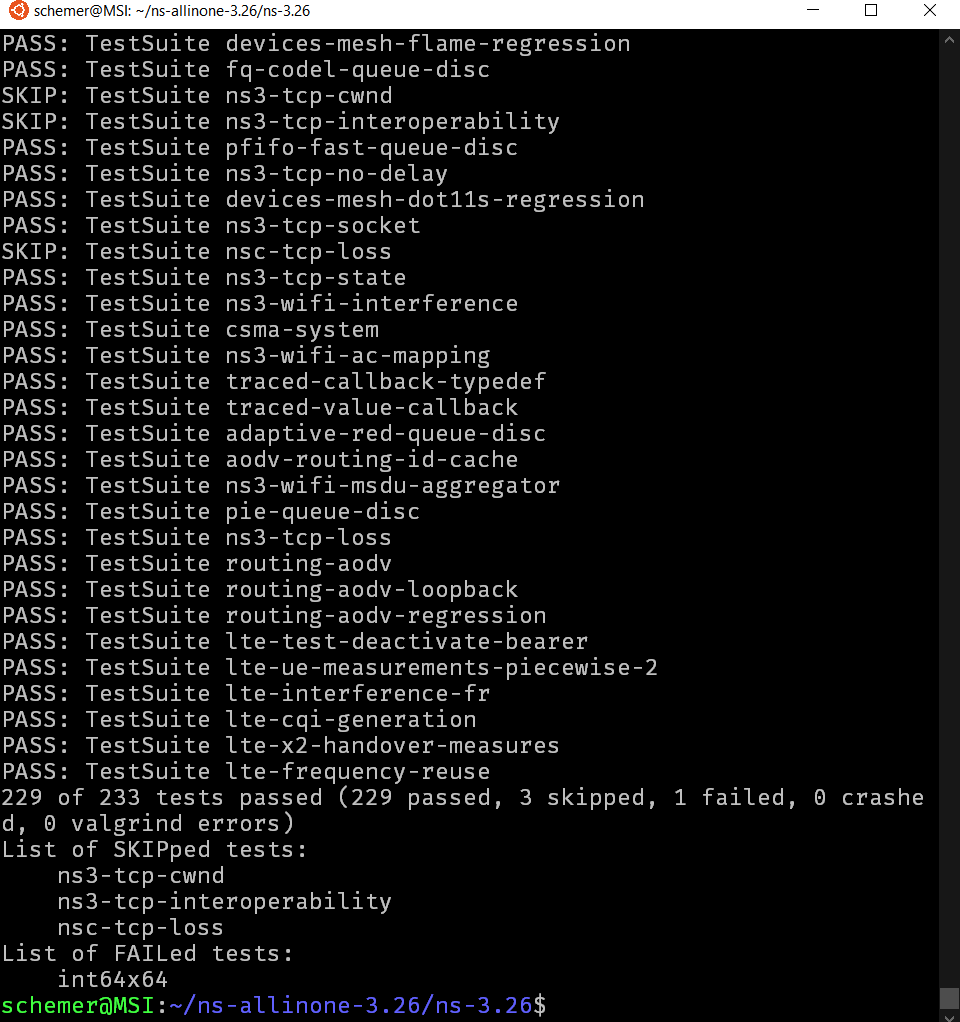 schemer@MSI: ~/ns-allinone-3.26/ns-3.26
PASS: TestSuite devices-mesh-flame-regression
PASS: TestSuite fq-codel-queue-disc
SKIP: TestSuite ns3-tcp-cwnd
SKIP: TestSuite ns3-tcp-interoperability
PASS: TestSuite pfifo-fast-queue-disc
PASS: TestSuite ns3-tcp-no-delay
PASS: TestSuite devices-mesh-dot11s-regression
PASS: TestSuite ns3-tcp-socket
SKIP: TestSuite nsc-tcp-loss
PASS: TestSuite ns3-tcp-state
PASS: TestSuite ns3-wifi-interference
PASS: TestSuite csma-system
PASS: TestSuite ns3-wifi-ac-mapping
PASS: TestSuite traced-callback-typedef
PASS: TestSuite traced-value-callback
PASS: TestSuite adaptive-red-queue-disc
PASS: TestSuite aodv-routing-id-cache
PASS: TestSuite ns3-wifi-msdu-aggregator
PASS: TestSuite pie-queue-disc
PASS: TestSuite ns3-tcp-loss
PASS: TestSuite routing-aodv
PASS: TestSuite routing-aodv-loopback
PASS: TestSuite routing-aodv-regression
PASS: TestSuite lte-test-deactivate-bearer
PASS: TestSuite lte-ue-measurements-piecewise-2
PASS: TestSuite lte-interference-fr
PASS: TestSuite lte-cqi-generation
PASS: TestSuite lte-x2-handover-measures
PASS: TestSuite lte-frequency-reuse
229 of 233 tests passed (229 passed, 3 skipped, 1 failed, 0 crashe
d, 0 valgrind errors)
List of SKIPped tests:
    ns3-tcp-cwnd
    ns3-tcp-interoperability
    nsc-tcp-loss
List of FAILed tests:
    int64x64
schemer@MSI:~/ns-allinone-3.26/ns-3.26$